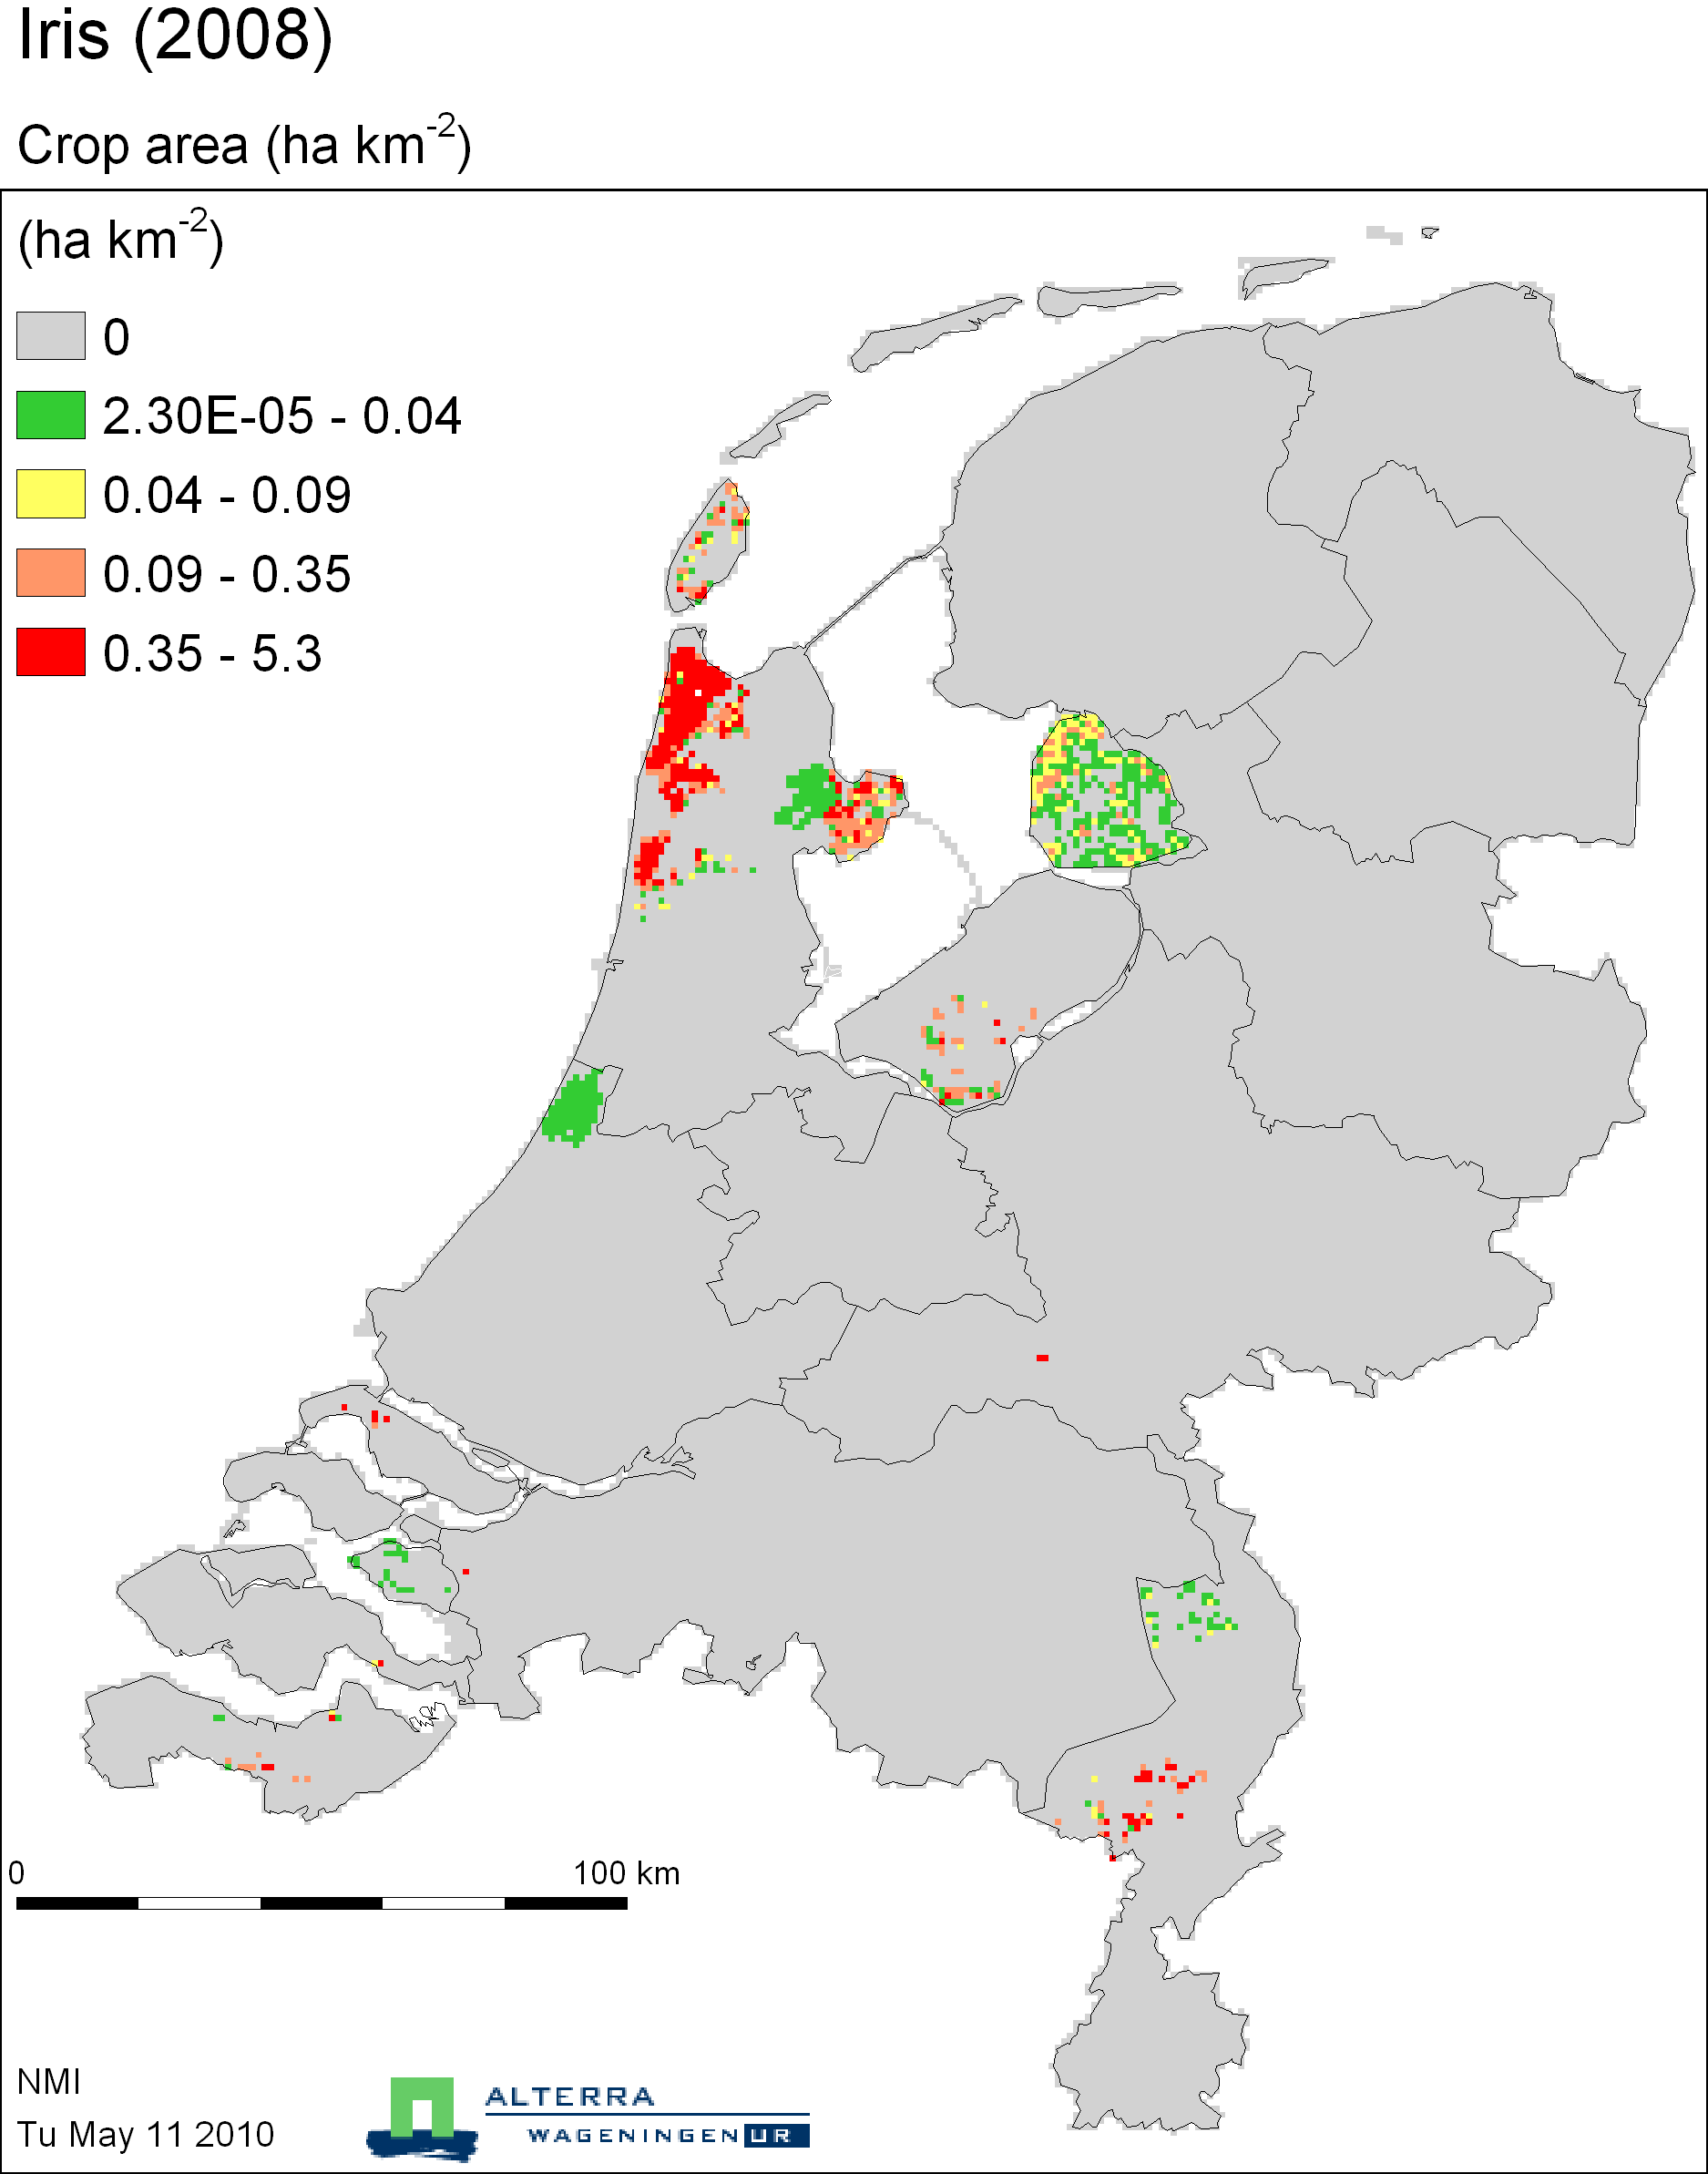 Iris (2008)
Crop area (ha km-2)
(ha km-2)
0
2.30E-05 - 0.04
0.04 - 0.09
0.09 - 0.35
0.35 - 5.3
0 100 km
NMI
Tu May 11 2010
ALTERRA
WAGENINGEN UR